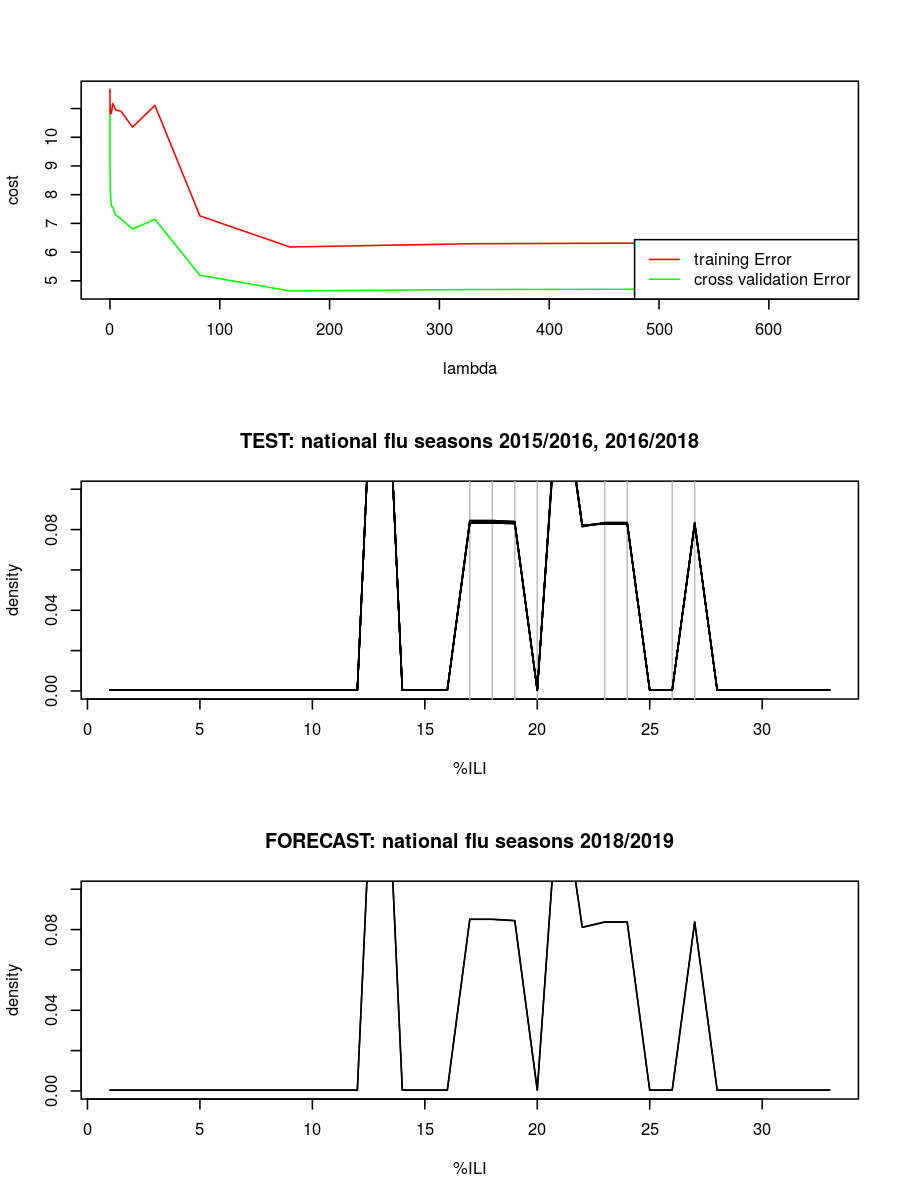 cost
10
9
8
7
6
5
training Error
cross validation Error
0 100 200 300 400 500 600
lambda
TEST: national flu seasons 2015/2016, 2016/2018
density
0.08
0.04
0.00
0 5 10 15 20 25 30
%ILI
FORECAST: national flu seasons 2018/2019
density
0.08
0.04
0.00
0 5 10 15 20 25 30
%ILI